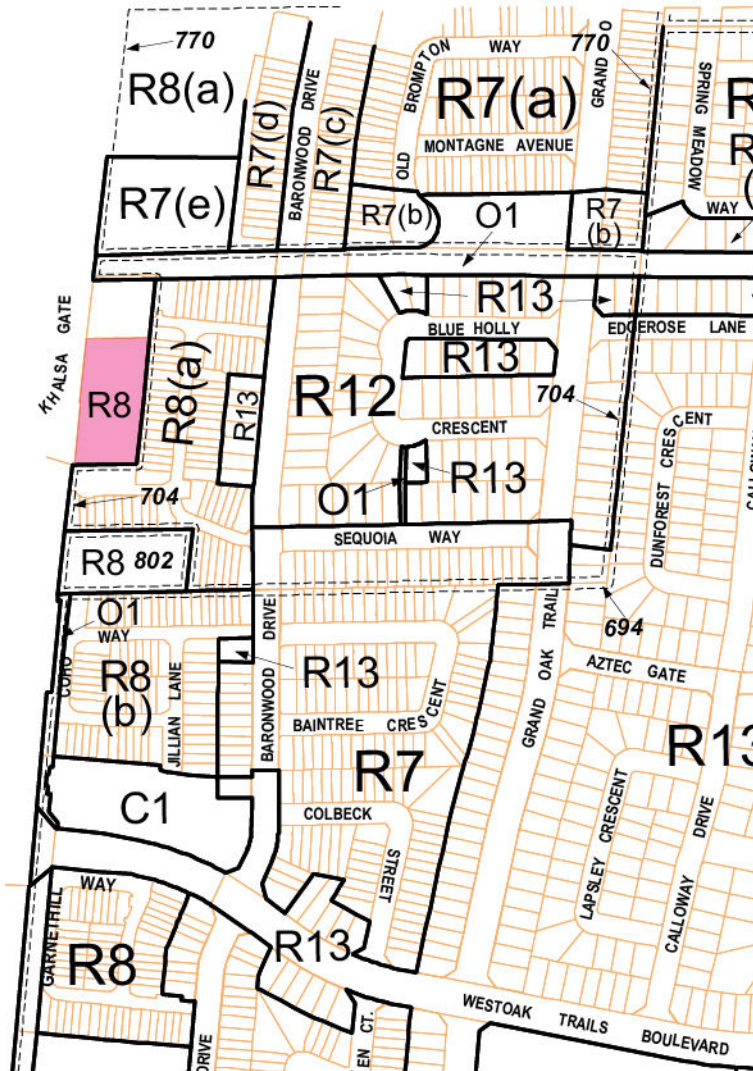 770
R8(a)
R7(d)
BARONWOOD DRIVE
R7(c)
OLD BROMPTON WAY
R7(a)
MONTAGNE AVENUE
770
GRAND O
SPRING MEADOW
WAY
R
R
(
R7(e)
R7(b)
O1
R7
(b)
KHALSA GATE
R8
R8(a)
R13
R13
BLUE HOLLY
R13
EDGEROSE LANE
R12
704
CRESCENT
R13
O1
704
DUNFOREST CRESCENT
SEQUOIA WAY
R8 802
O1
WAY
COHO
R8
(b)
JILLIAN LANE
BARONWOOD DRIVE
R13
694
GRAND OAK TRAIL
AZTEC GATE
BAINTREE CRESCENT
R7
R13
C1
COLBECK
STREET
LAPSLEY CRESCENT
CALLOWAY DRIVE
WAY
GARNETHILL
R8
R13
WESTOAK TRAILS BOULEVARD
DRIVE
EN CT.